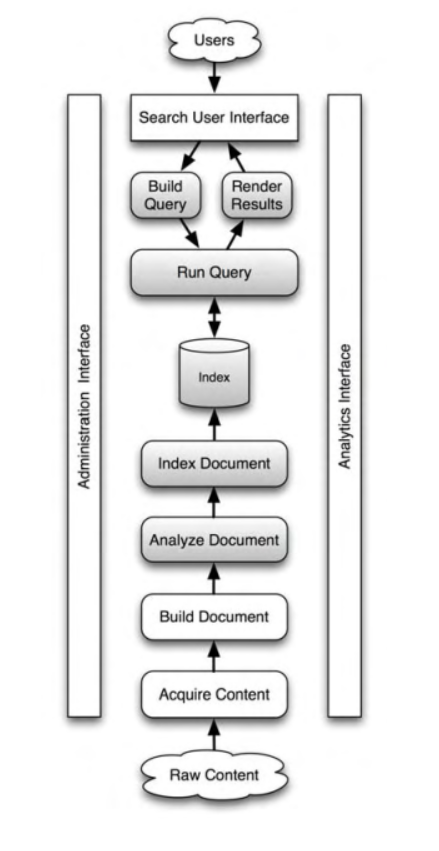 Users
Search User Interface
Build
Query
Render
Results
Run Query
Index
Index Document
Analyze Document
Build Document
Acquire Content
Raw Content
Administration Interface
Analytics Interface